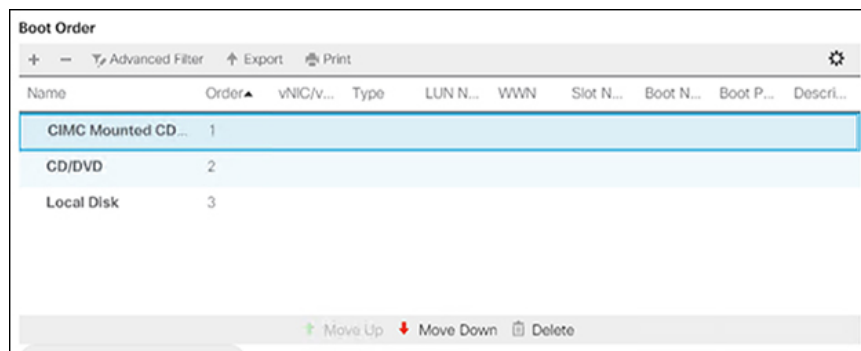 Boot Order
+ − Advanced Filter Export Print
Name Order vNIC/v... Type LUN N... WWN Slot N... Boot N... Boot P... Descri...
CIMC Mounted CD... 1
CD/DVD 2
Local Disk 3
Move Up Move Down Delete